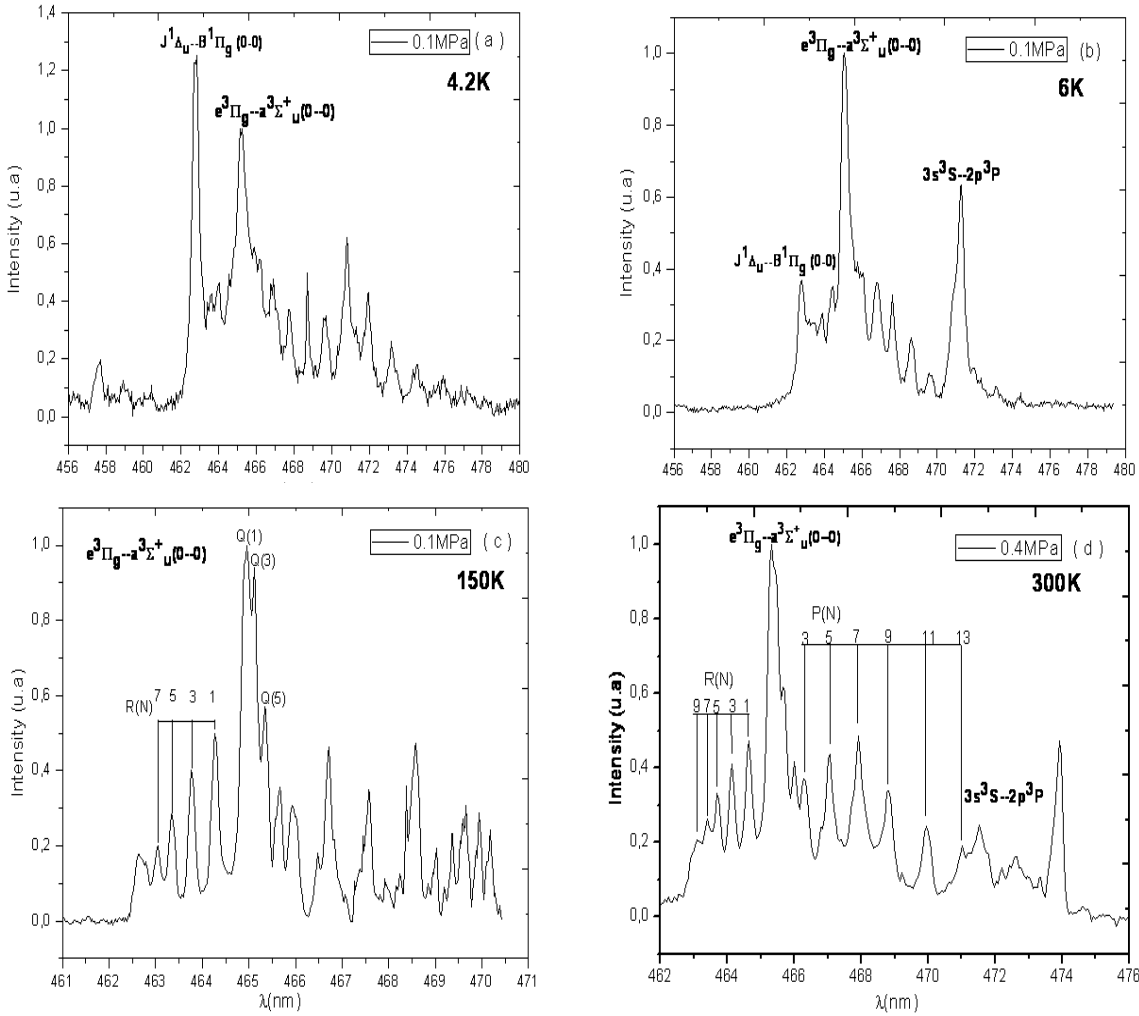 J¹Δu--B¹Πg (0-0)
0.1MPa (a)
4.2K
e³Πg--a³Σ⁺u(0--0)
Intensity (u.a)
1,4
1,2
1,0
0,8
0,6
0,4
0,2
0,0
456 458 460 462 464 466 468 470 472 474 476 478 480
e³Πg--a³Σ⁺u(0--0)
0.1MPa (b)
6K
3s³S--2p³P
J¹Δu--B¹Πg (0-0)
Intensity (u.a)
1,0
0,8
0,6
0,4
0,2
0,0
456 458 460 462 464 466 468 470 472 474 476 478 480
e³Πg--a³Σ⁺u(0--0)
Q(1)
Q(3)
0.1MPa (c)
150K
Q(5)
7 5 3 1
R(N)
Intensity (u.a)
1,0
0,8
0,6
0,4
0,2
0,0
461 462 463 464 465 466 467 468 469 470 471
λ(nm)
e³Πg--a³Σ⁺u(0--0)
0.4MPa (d)
300K
P(N)
3 5 7 9 11 13
R(N)
9 7 5 3 1
3s³S--2p³P
Intensity (u.a)
1,0
0,8
0,6
0,4
0,2
0,0
462 464 466 468 470 472 474 476
λ(nm)